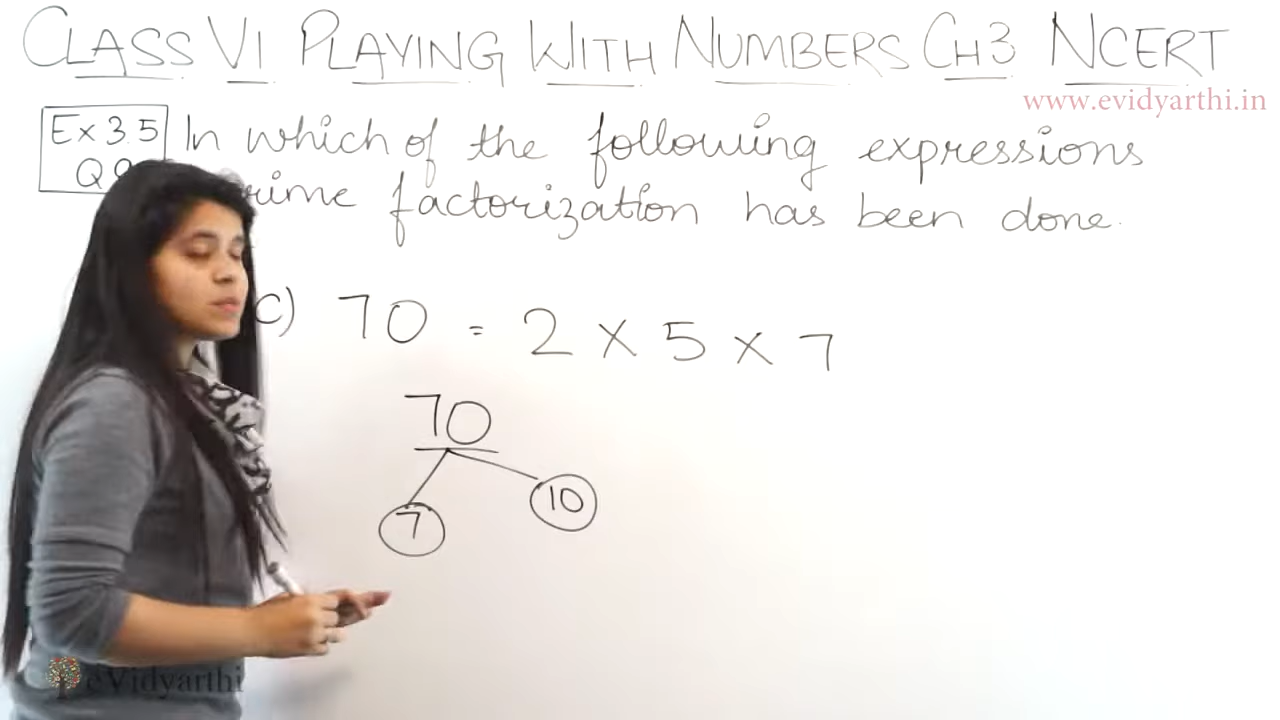 CLASS VI PLAYING WITH NUMBERS CH3 NCERT
www.evidyarthi.in
Ex 3.5 In which of the following expressions
Q factorization has been done.
c) 70 = 2 × 5 × 7
70
7 10
eVidyarthi